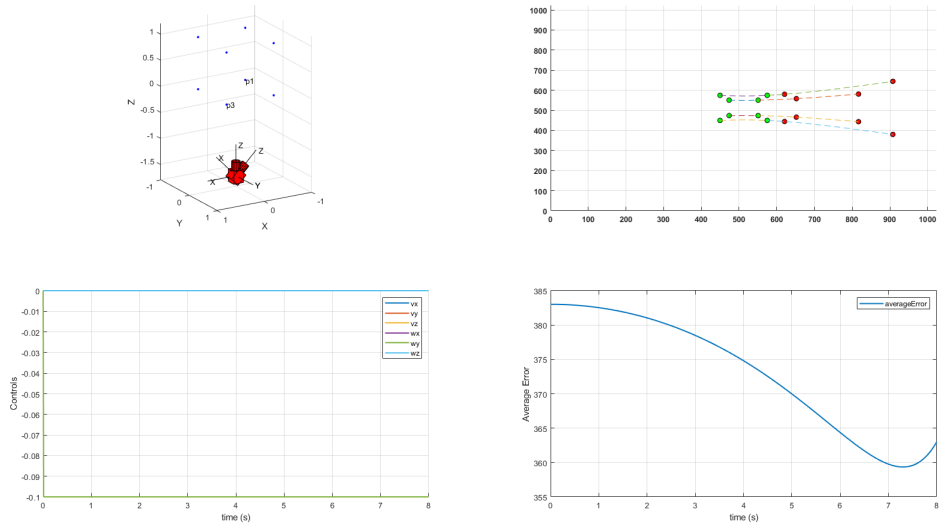 1
0.5
0
-0.5
-1
-1.5
Z
p1
p3
Z
Z
X
X
Y
-1
0
1
Y
1
0
-1
X
1000
900
800
700
600
500
400
300
200
100
0
0 100 200 300 400 500 600 700 800 900 1000
0
-0.01
-0.02
-0.03
-0.04
-0.05
-0.06
-0.07
-0.08
-0.09
-0.1
Controls
vx
vy
vz
wx
wy
wz
0 1 2 3 4 5 6 7 8
time (s)
385
380
375
370
365
360
355
Average Error
averageError
0 1 2 3 4 5 6 7 8
time (s)